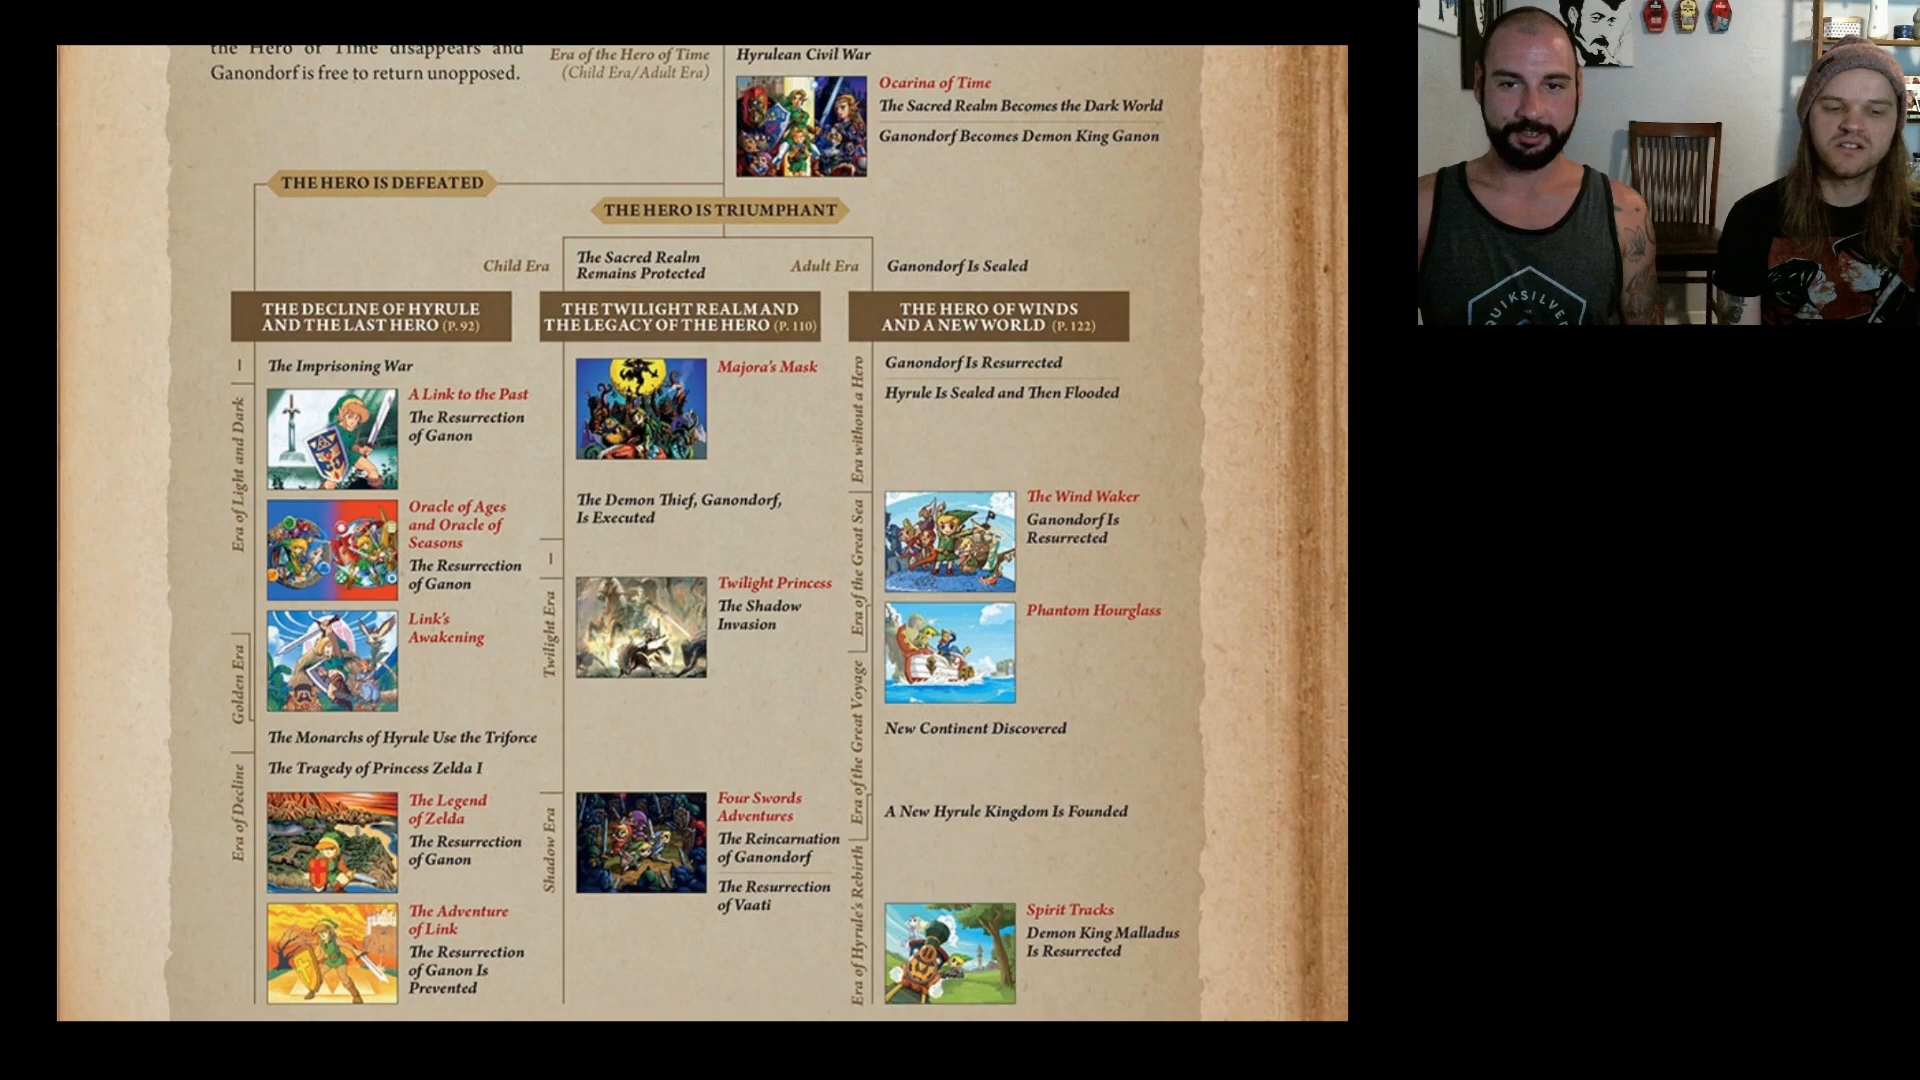 the Hero of Time disappears and
Ganondorf is free to return unopposed.
Era of the Hero of Time
(Child Era/Adult Era)
Hyrulean Civil War
Ocarina of Time
The Sacred Realm Becomes the Dark World
Ganondorf Becomes Demon King Ganon
THE HERO IS DEFEATED
THE HERO IS TRIUMPHANT
Child Era
The Sacred Realm
Remains Protected
Adult Era
Ganondorf Is Sealed
THE DECLINE OF HYRULE
AND THE LAST HERO (P. 92)
Era of Light and Dark
Golden Era
Era of Decline
The Imprisoning War
A Link to the Past
The Resurrection
of Ganon
Oracle of Ages
and Oracle of
Seasons
The Resurrection
of Ganon
Link's
Awakening
The Monarchs of Hyrule Use the Triforce
The Tragedy of Princess Zelda I
The Legend
of Zelda
The Resurrection
of Ganon
The Adventure
of Link
The Resurrection
of Ganon Is
Prevented
THE TWILIGHT REALM AND
THE LEGACY OF THE HERO (P. 110)
Twilight Era
Shadow Era
Majora's Mask
The Demon Thief, Ganondorf,
Is Executed
Twilight Princess
The Shadow
Invasion
Four Swords
Adventures
The Reincarnation
of Ganondorf
The Resurrection
of Vaati
THE HERO OF WINDS
AND A NEW WORLD (P. 122)
Era without a Hero
Era of the Great Sea
Era of the Great Voyage
Era of Hyrule's Rebirth
Ganondorf Is Resurrected
Hyrule Is Sealed and Then Flooded
The Wind Waker
Ganondorf Is
Resurrected
Phantom Hourglass
New Continent Discovered
A New Hyrule Kingdom Is Founded
Spirit Tracks
Demon King Malladus
Is Resurrected
QUIKSILVER